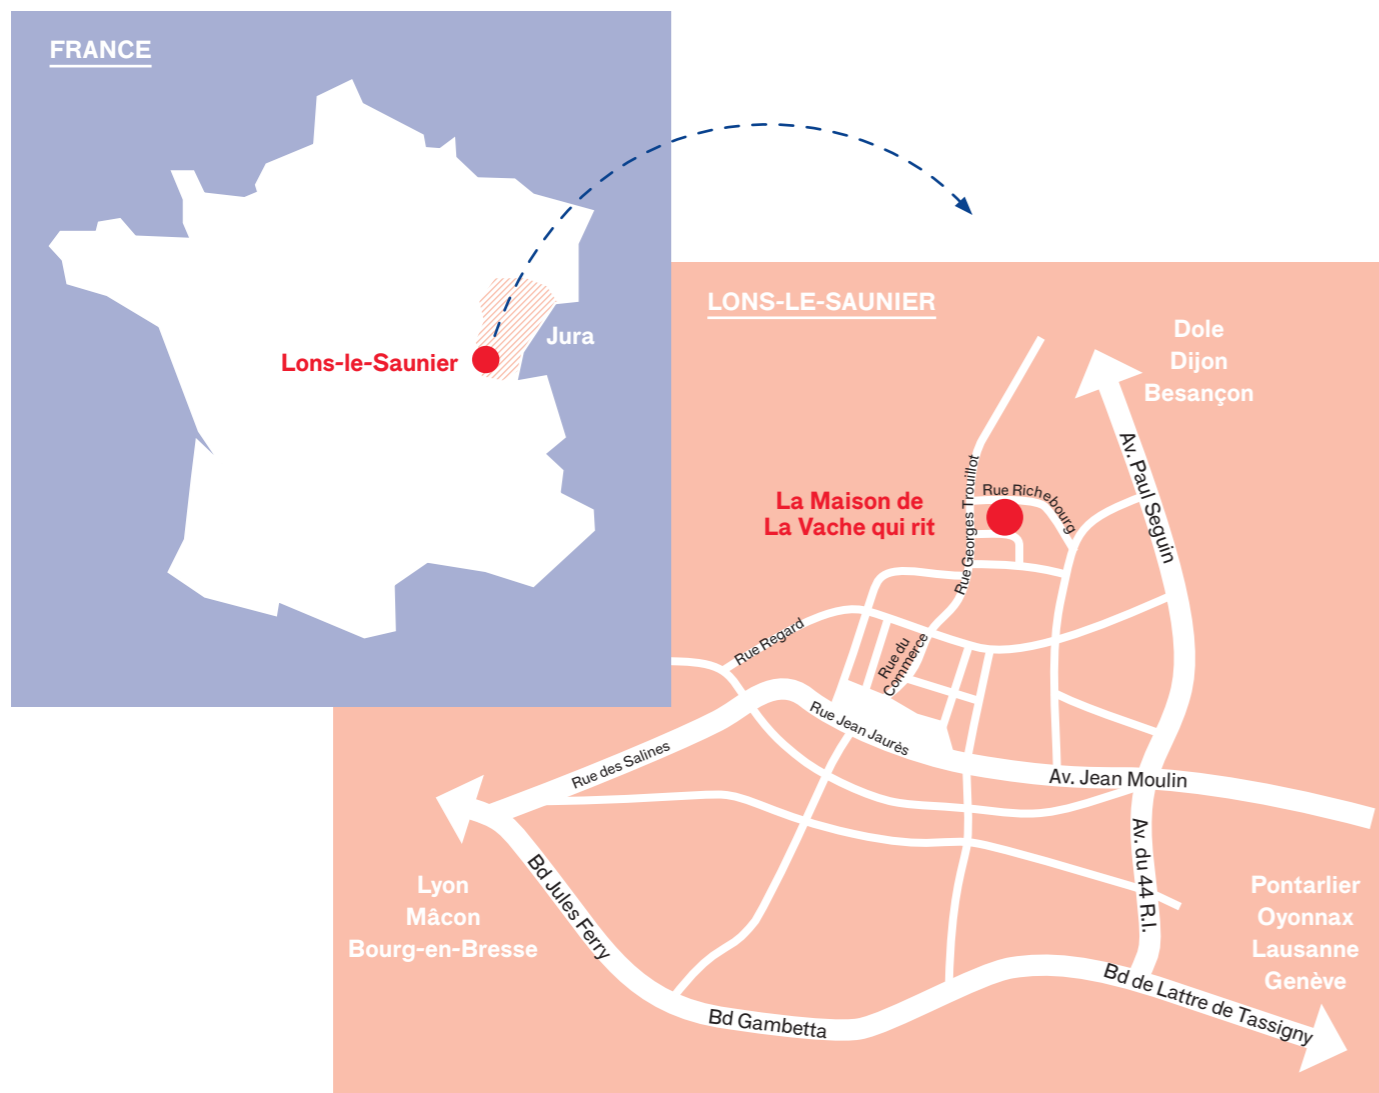 FRANCE
Jura
Lons-le-Saunier
LONS-LE-SAUNIER
Dole
Dijon
Besançon
Av. Paul Seguin
Rue Georges Trouillot
Rue Richebourg
La Maison de
La Vache qui rit
Rue Regard
Rue du
Commerce
Rue Jean Jaurès
Rue des Salines
Av. Jean Moulin
Av. du 44 R.I.
Bd Jules Ferry
Lyon
Mâcon
Bourg-en-Bresse
Pontarlier
Oyonnax
Lausanne
Genève
Bd Gambetta
Bd de Lattre de Tassigny